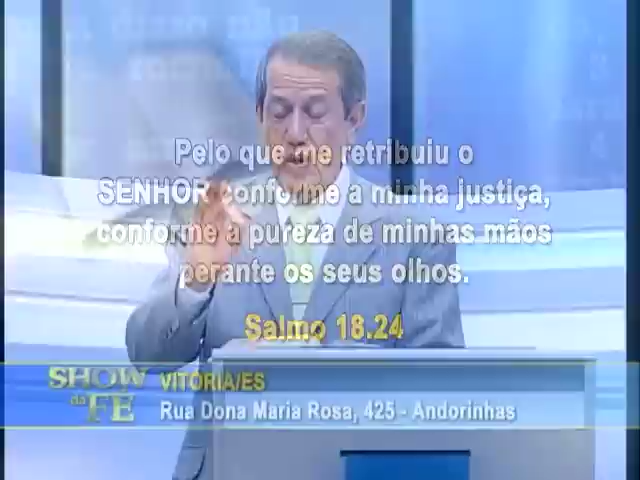 Pelo que me retribuiu o
SENHOR conforme a minha justiça,
conforme a pureza de minhas mãos
perante os seus olhos.
Salmo 18.24
SHOW da FÉ
VITÓRIA/ES
Rua Dona Maria Rosa, 425 - Andorinhas